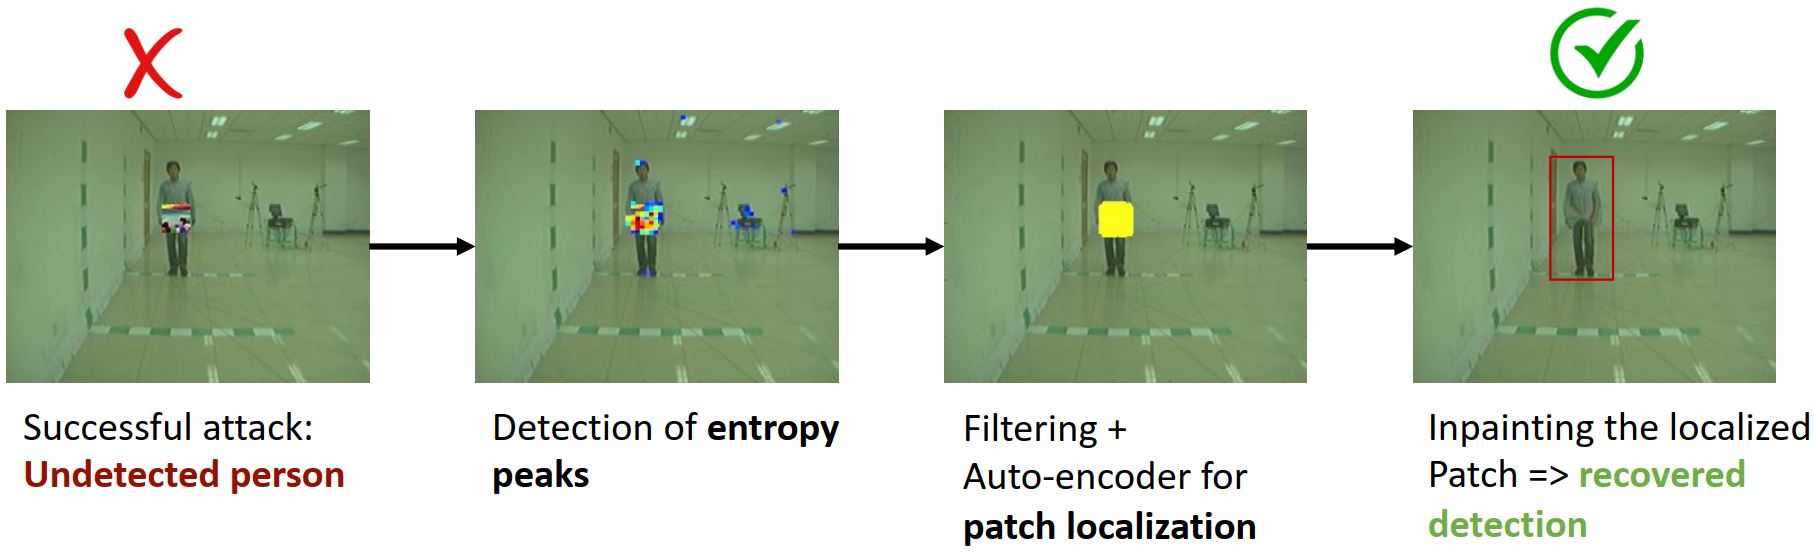 Successful attack:
Undetected person
Detection of entropy
peaks
Filtering +
Auto-encoder for
patch localization
Inpainting the localized
Patch => recovered
detection